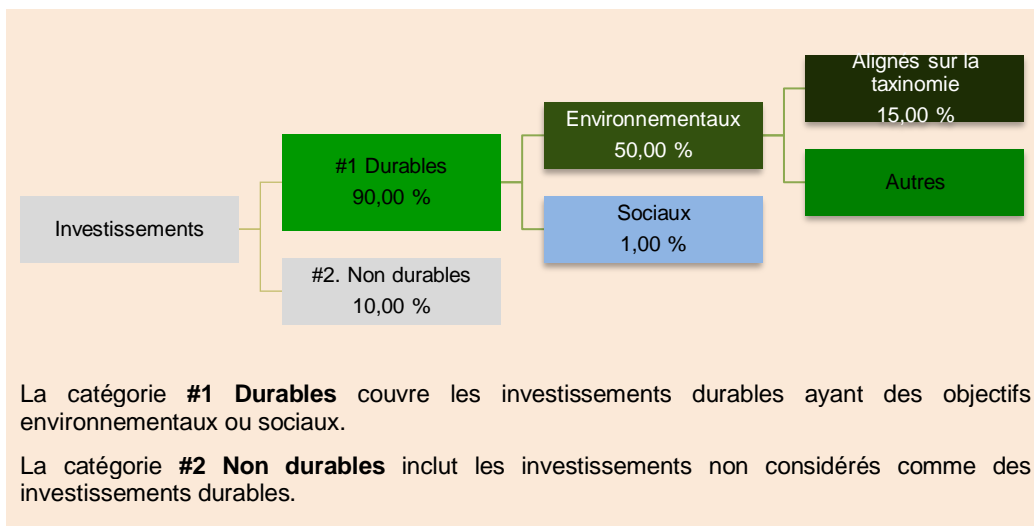 Investissements
#1 Durables
90,00 %
#2. Non durables
10,00 %
Environnementaux
50,00 %
Sociaux
1,00 %
Alignés sur la
taxinomie
15,00 %
Autres
La catégorie #1 Durables couvre les investissements durables ayant des objectifs
environnementaux ou sociaux.
La catégorie #2 Non durables inclut les investissements non considérés comme des
investissements durables.